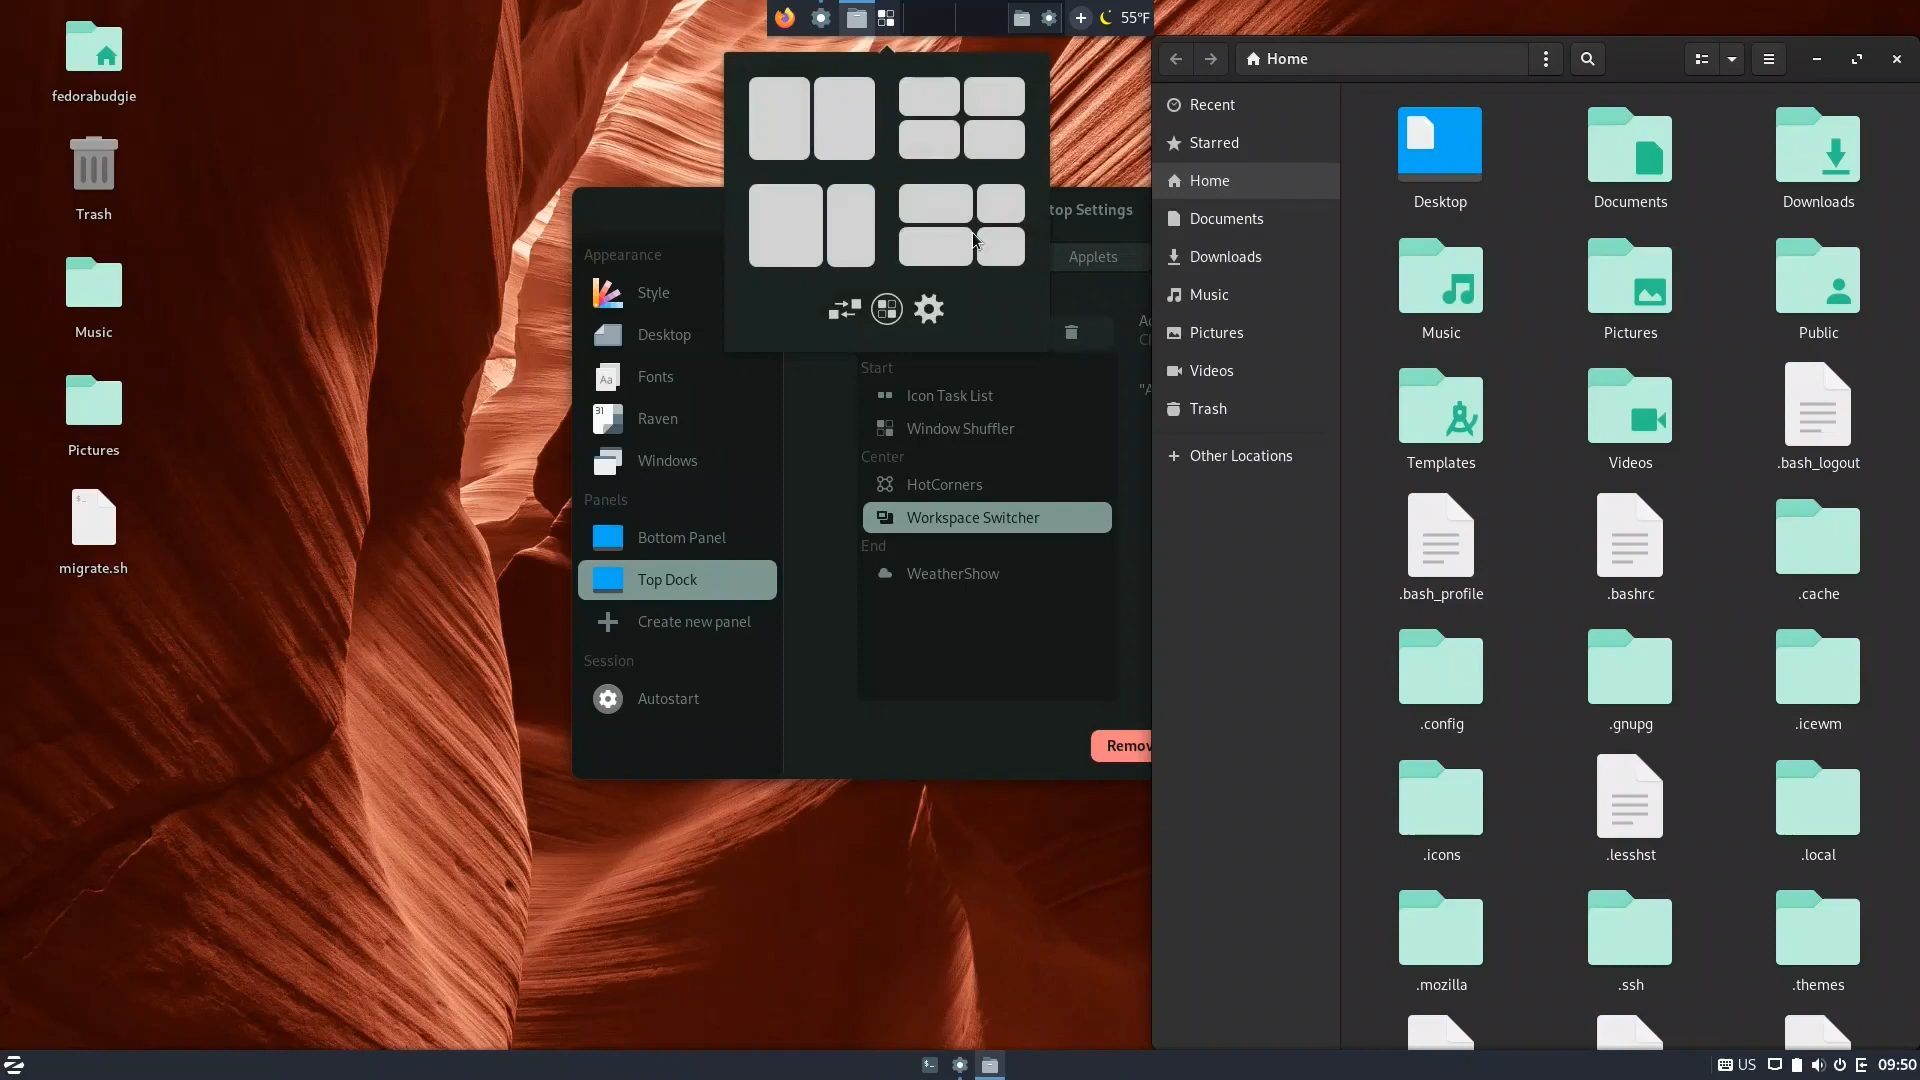 55°F
fedorabudgie
Trash
Music
Pictures
migrate.sh
top Settings
Applets
Appearance
Style
Desktop
Fonts
Raven
Windows
Panels
Bottom Panel
Top Dock
Create new panel
Session
Autostart
Start
Icon Task List
Window Shuffler
Center
HotCorners
Workspace Switcher
End
WeatherShow
Remov
Home
Recent
Starred
Home
Documents
Downloads
Music
Pictures
Videos
Trash
Other Locations
Desktop
Documents
Downloads
Music
Pictures
Public
Templates
Videos
.bash_logout
.bash_profile
.bashrc
.cache
.config
.gnupg
.icewm
.icons
.lesshst
.local
.mozilla
.ssh
.themes
US
09:50